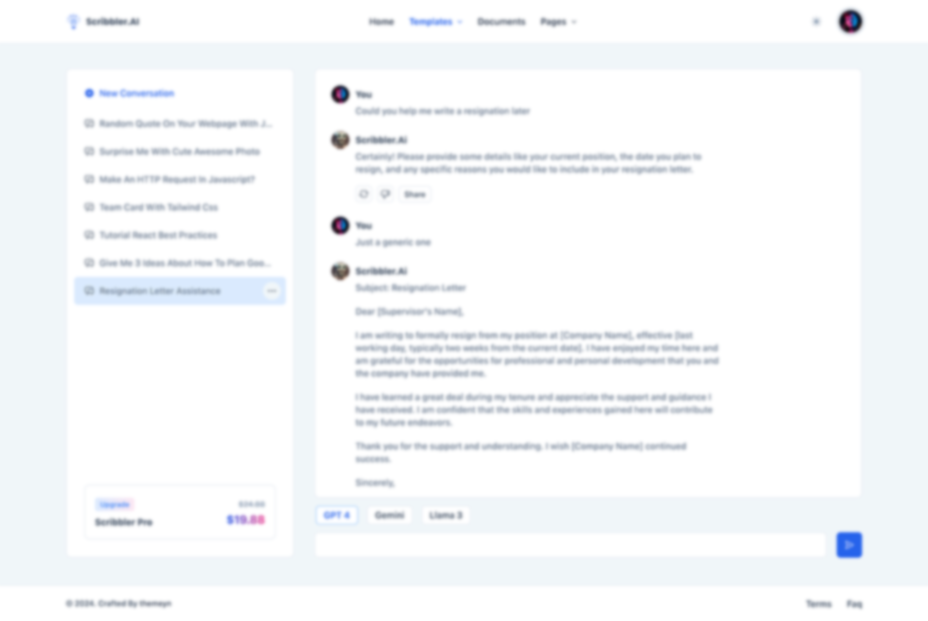 Scribbler.AI
Home
Templates
Documents
Pages
New Conversation
Random Quote On Your Webpage With J...
Surprise Me With Cute Awesome Photo
Make An HTTP Request In Javascript?
Team Card With Tailwind Css
Tutorial React Best Practices
Give Me 3 Ideas About How To Plan Goo...
Resignation Letter Assistance
Upgrade
Scribbler Pro
$19.88
You
Could you help me write a resignation later
Scribbler.Ai
Certainly! Please provide some details like your current position, the date you plan to
resign, and any specific reasons you would like to include in your resignation letter.
Share
You
Just a generic one
Scribbler.Ai
Subject: Resignation Letter
Dear [Supervisor's Name],
I am writing to formally resign from my position at [Company Name], effective [last
working day, typically two weeks from the current date]. I have enjoyed my time here and
am grateful for the opportunities for professional and personal development that you and
the company have provided me.
I have learned a great deal during my tenure and appreciate the support and guidance I
have received. I am confident that the skills and experiences gained here will contribute
to my future endeavors.
Thank you for the support and understanding. I wish [Company Name] continued
success.
Sincerely,
GPT 4
Gemini
Llama 3
© 2024. Crafted By themsyn
Terms
Faq